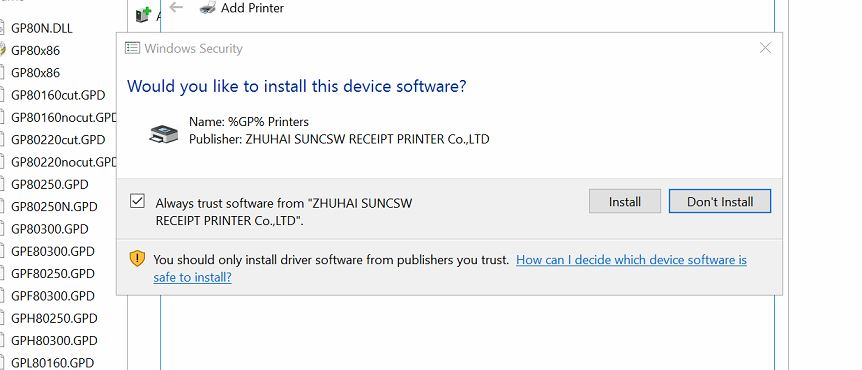 Add Printer
GP80N.DLL
GP80x86
GP80x86
GP80160cut.GPD
GP80160nocut.GPD
GP80220cut.GPD
GP80220nocut.GPD
GP80250.GPD
GP80250N.GPD
GP80300.GPD
GPE80300.GPD
GPF80250.GPD
GPF80300.GPD
GPH80250.GPD
GPH80300.GPD
GPL80160.GPD
Windows Security
Would you like to install this device software?
Name: %GP% Printers
Publisher: ZHUHAI SUNCSW RECEIPT PRINTER Co.,LTD
Always trust software from "ZHUHAI SUNCSW
RECEIPT PRINTER Co.,LTD".
Install
Don't Install
You should only install driver software from publishers you trust. How can I decide which device software is
safe to install?